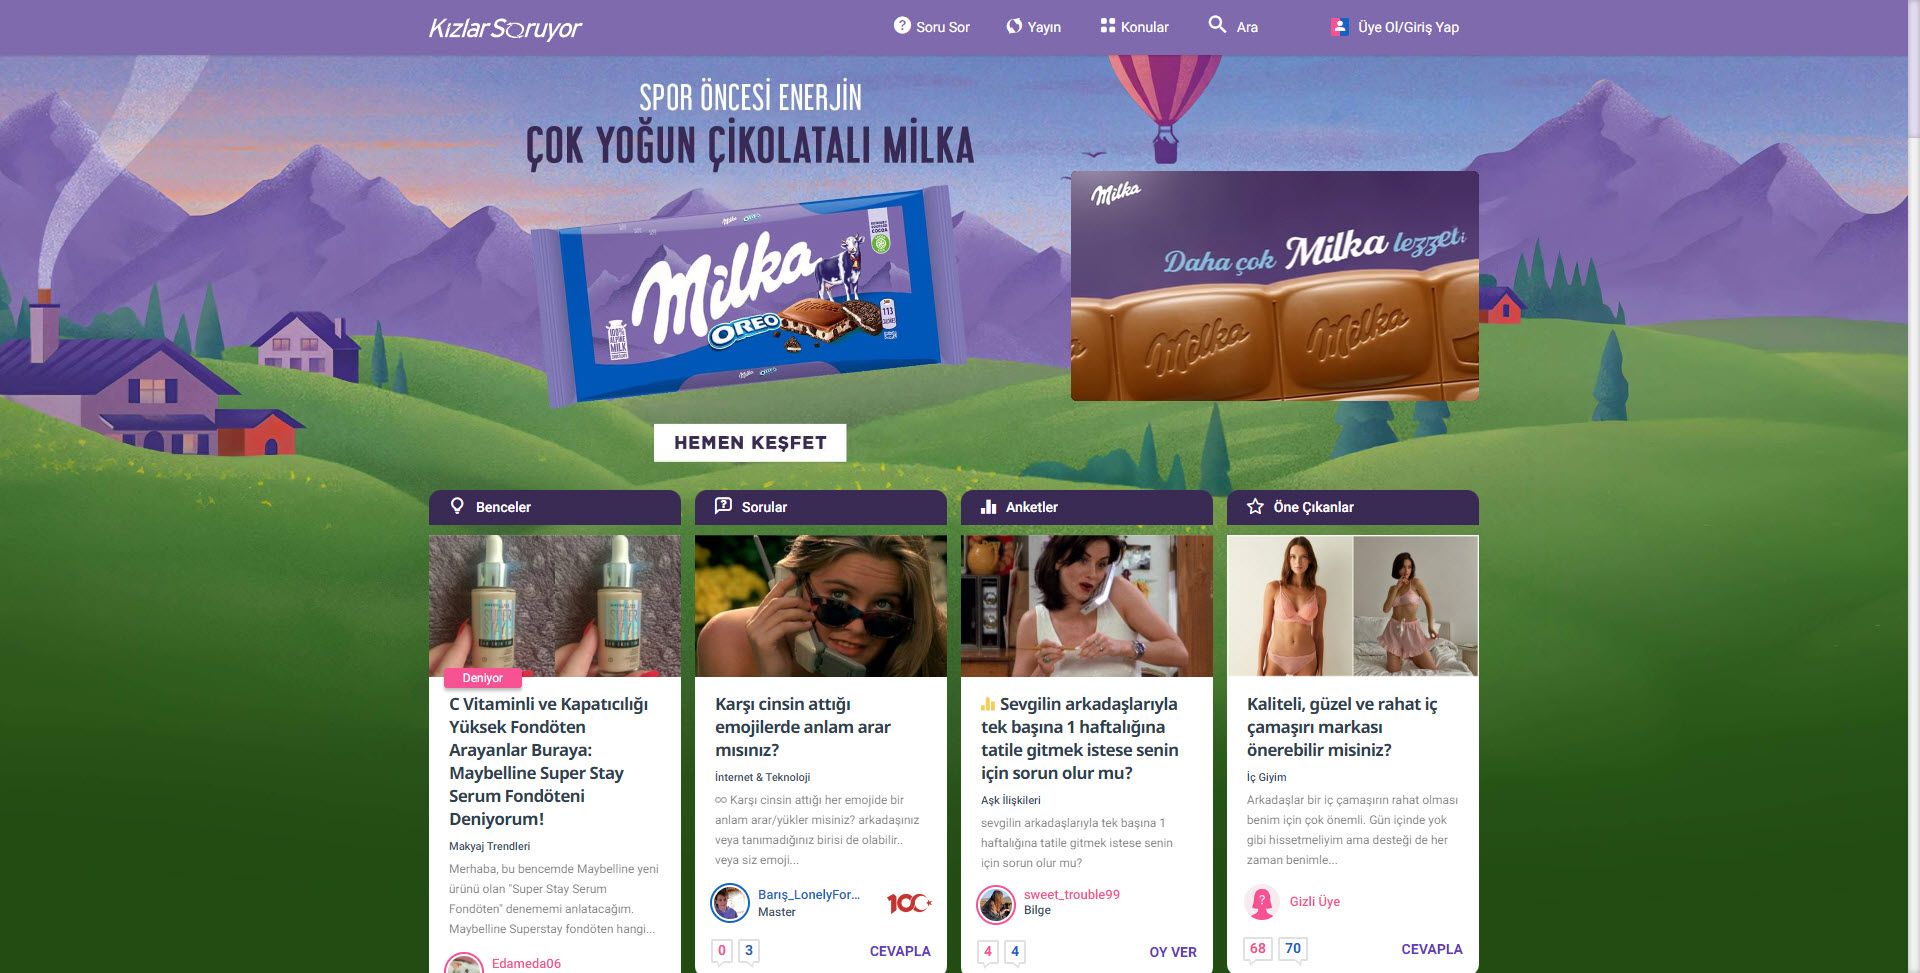 KızlarSoruyor
Soru Sor
Yayın
Konular
Ara
Üye Ol/Giriş Yap
SPOR ÖNCESİ ENERJİN
ÇOK YOĞUN ÇİKOLATALI MİLKA
Milka
OREO
100%
ALPINE
MILK
113
Milka
Daha çok Milka lezzeti
Milka
Milka
HEMEN KEŞFET
Benceler
Deniyor
C Vitaminli ve Kapatıcılığı
Yüksek Fondöten
Arayanlar Buraya:
Maybelline Super Stay
Serum Fondöteni
Deniyorum!
Makyaj Trendleri
Merhaba, bu bencemde Maybelline yeni
ürünü olan "Super Stay Serum
Fondöten" denememi anlatacağım.
Maybelline Superstay fondöten hangi...
Edameda06
Sorular
Karşı cinsin attığı
emojilerde anlam arar
mısınız?
İnternet & Teknoloji
Karşı cinsin attığı her emojide bir
anlam arar/yükler misiniz? arkadaşınız
veya tanımadığınız birisi de olabilir..
veya siz emoji...
Barış_LonelyFor...
Master
100
0 3
CEVAPLA
Anketler
Sevgilin arkadaşlarıyla
tek başına 1 haftalığına
tatile gitmek istese senin
için sorun olur mu?
Aşk İlişkileri
sevgilin arkadaşlarıyla tek başına 1
haftalığına tatile gitmek istese senin
için sorun olur mu?
sweet_trouble99
Bilge
4 4
OY VER
Öne Çıkanlar
Kaliteli, güzel ve rahat iç
çamaşırı markası
önerebilir misiniz?
İç Giyim
Arkadaşlar bir iç çamaşırın rahat olması
benim için çok önemli. Gün içinde yok
gibi hissetmeliyim ama desteği de her
zaman benimle...
Gizli Üye
68 70
CEVAPLA